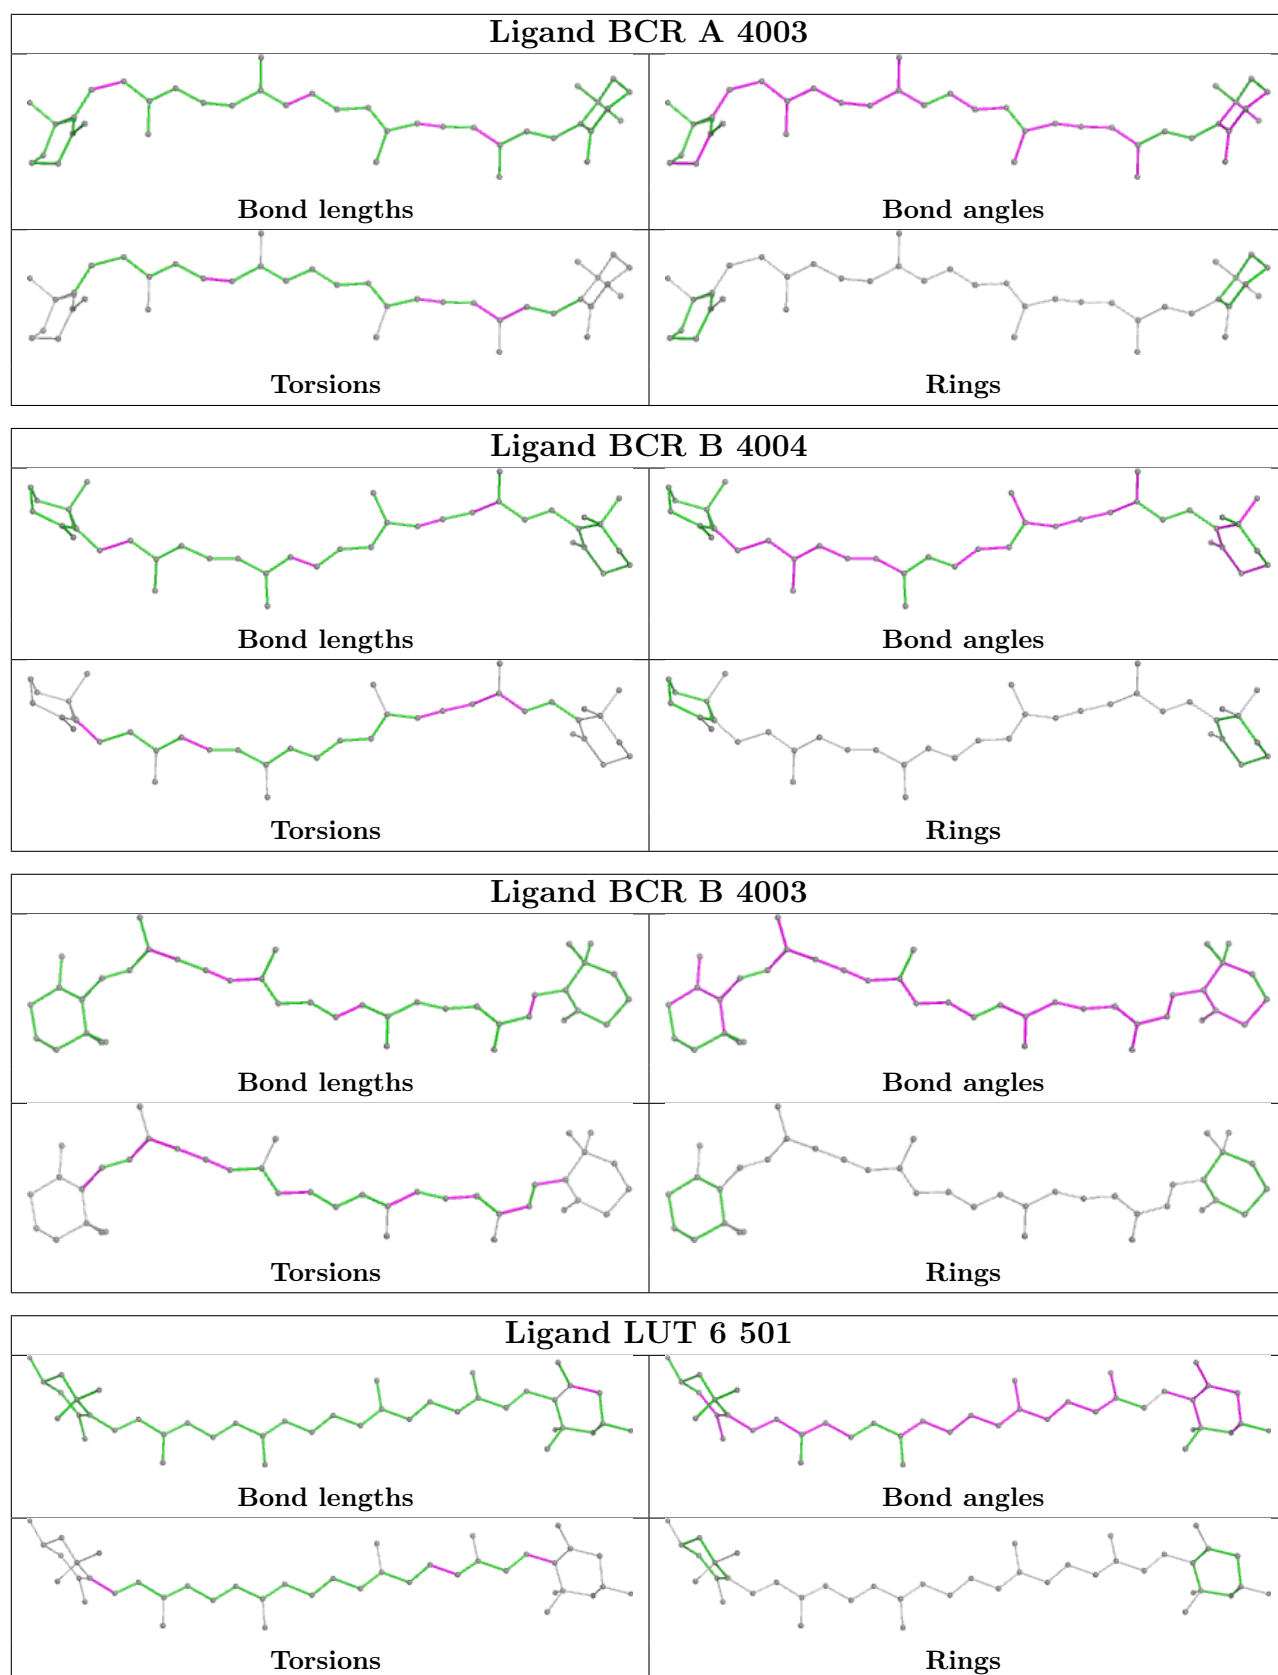 Ligand BCR A 4003
Bond lengths
Bond angles
Torsions
Rings
Ligand BCR B 4004
Bond lengths
Bond angles
Torsions
Rings
Ligand BCR B 4003
Bond lengths
Bond angles
Torsions
Rings
Ligand LUT 6 501
Bond lengths
Bond angles
Torsions
Rings